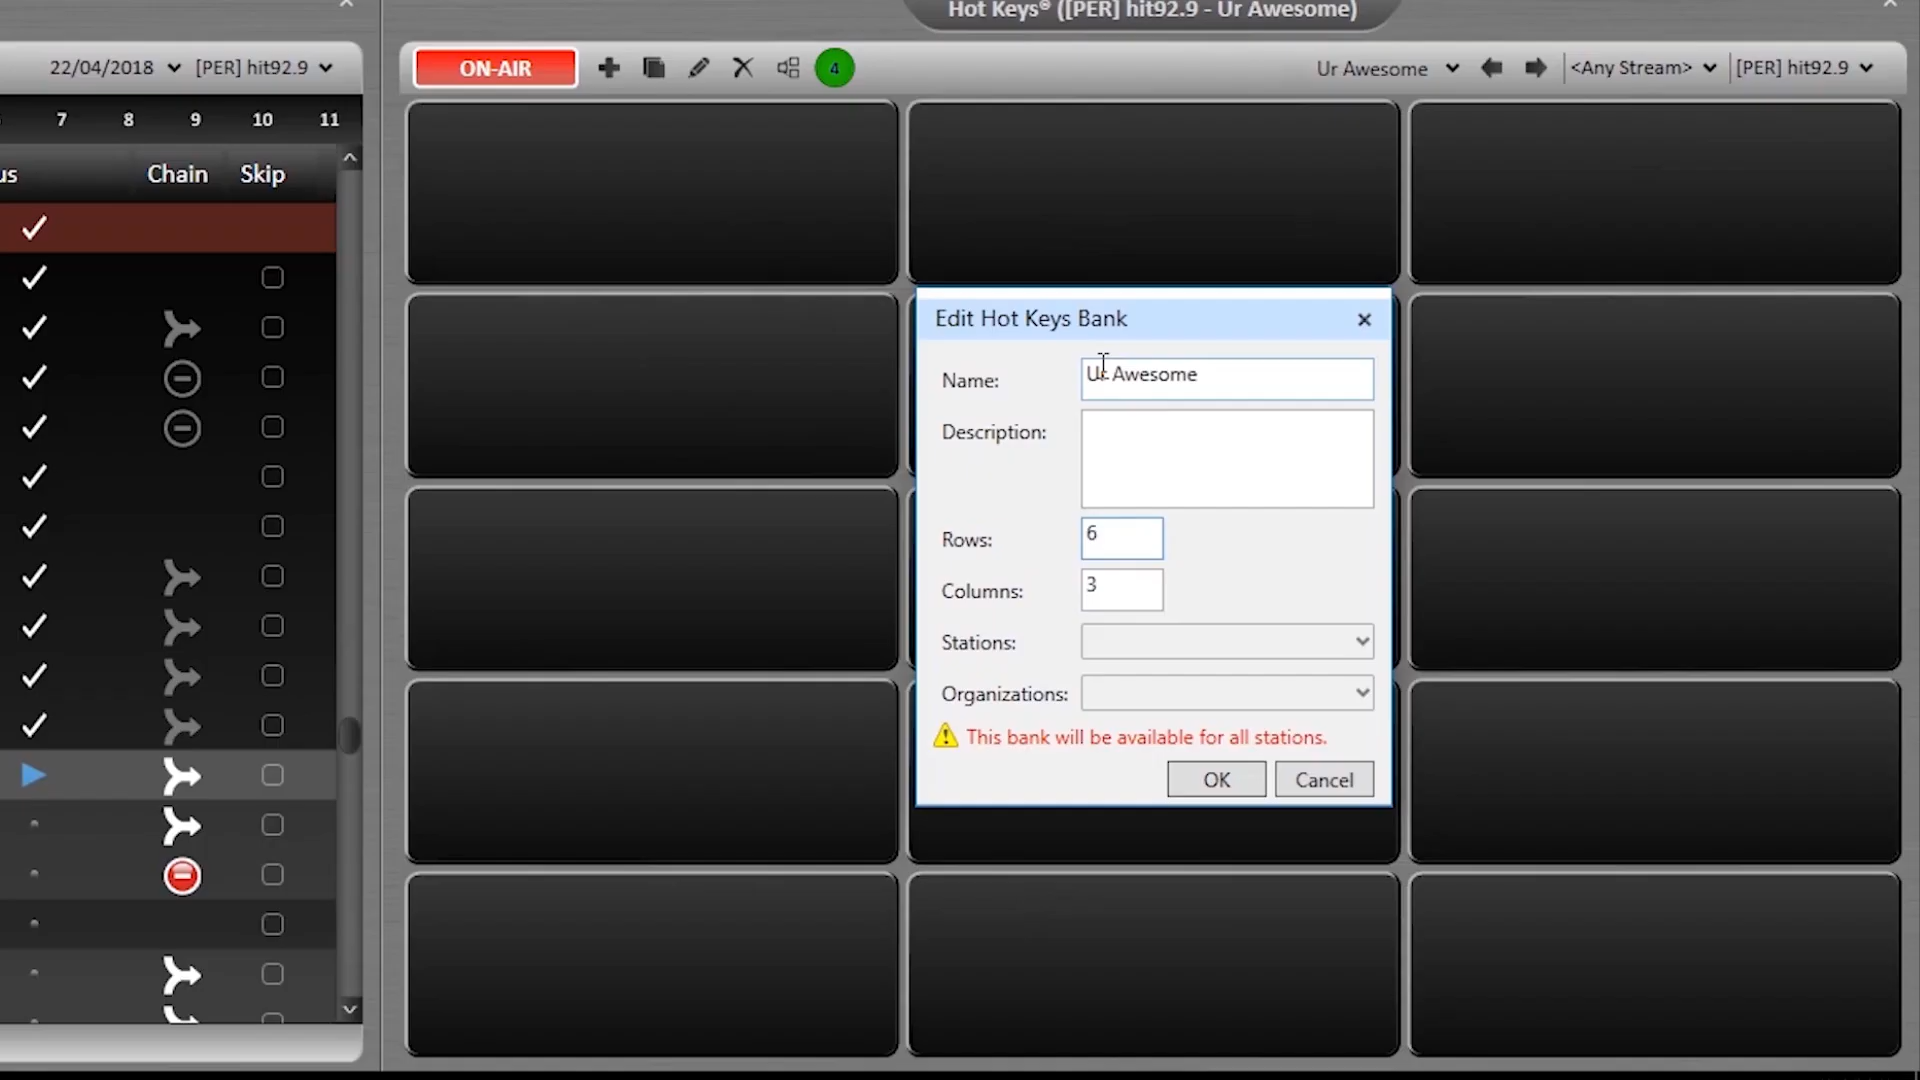 Hot Keys® ([PER] hit92.9 - Ur Awesome)
22/04/2018 [PER] hit92.9
ON-AIR 4 Ur Awesome <Any Stream> [PER] hit92.9
7 8 9 10 11
us Chain Skip
Edit Hot Keys Bank
Name: Ur Awesome
Description:
Rows: 6
Columns: 3
Stations:
Organizations:
This bank will be available for all stations.
OK Cancel